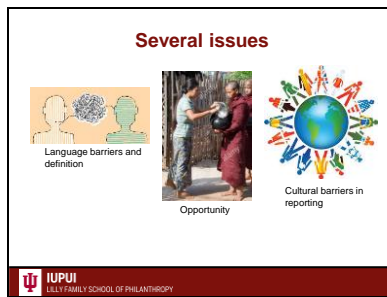 Several issues
Language barriers and
definition
Opportunity
Cultural barriers in
reporting
IUPUI
LILLY FAMILY SCHOOL OF PHILANTHROPY